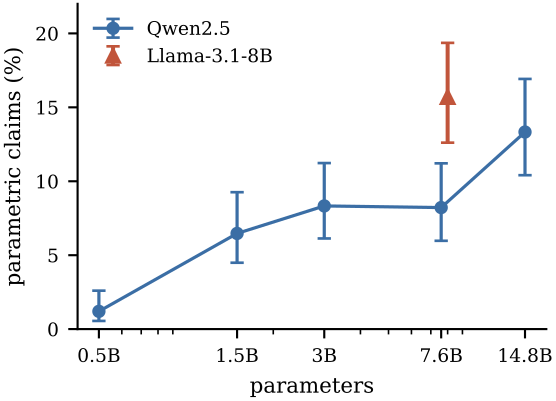 Qwen2.5
Llama-3.1-8B
parametric claims (%)
20
15
10
5
0
0.5B 1.5B 3B 7.6B 14.8B
parameters